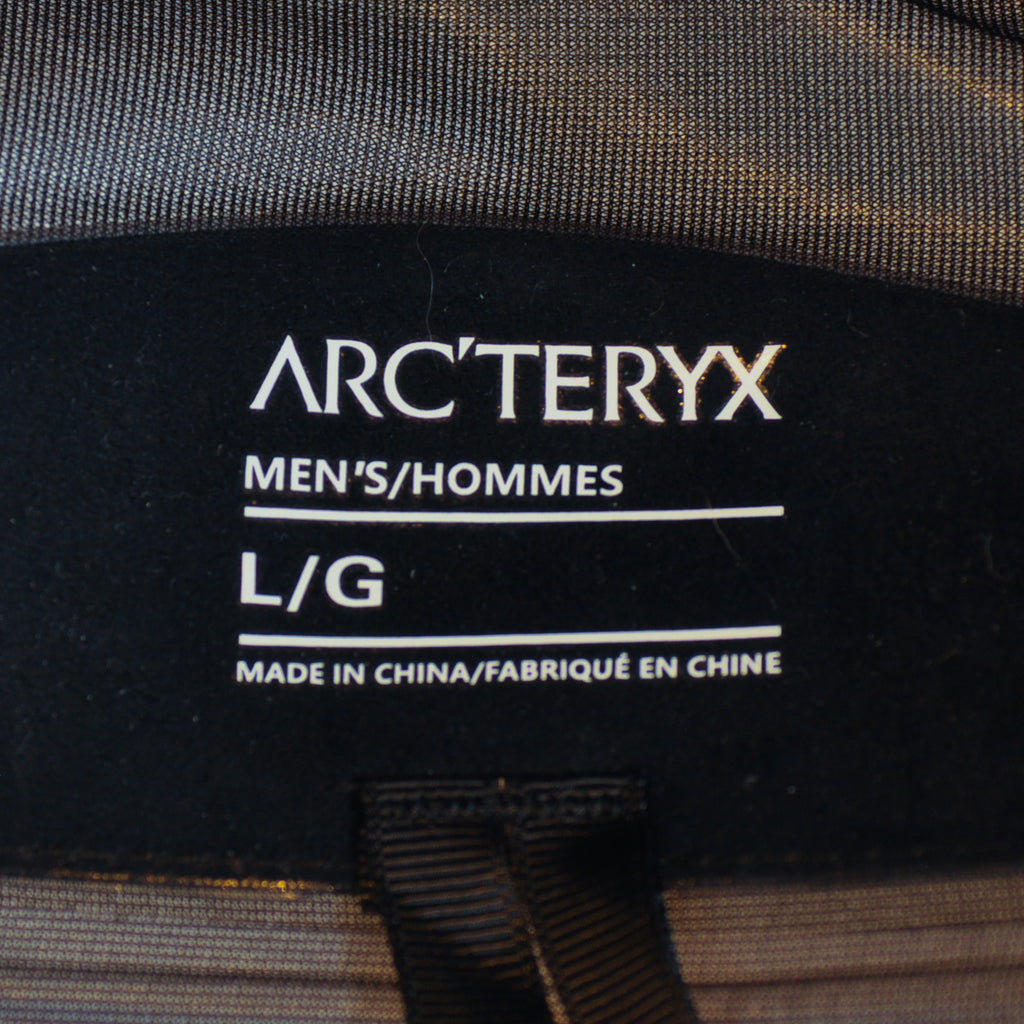 ARC'TERYX
MEN'S/HOMMES
L/G
MADE IN CHINA/FABRIQUÉ EN CHINE